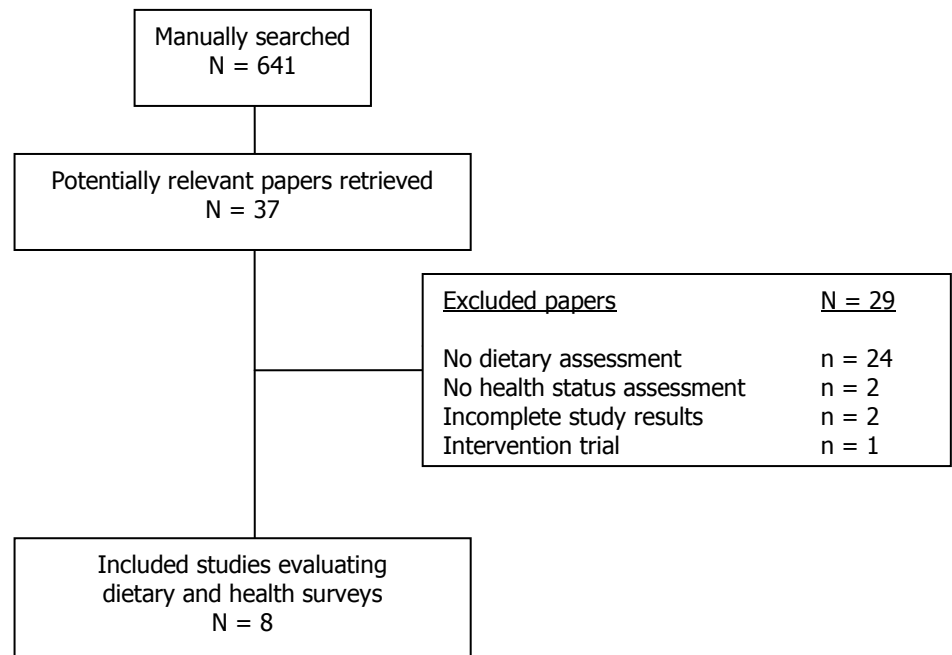 Manually searched
N = 641
Potentially relevant papers retrieved
N = 37
Excluded papers N = 29
No dietary assessment n = 24
No health status assessment n = 2
Incomplete study results n = 2
Intervention trial n = 1
Included studies evaluating
dietary and health surveys
N = 8